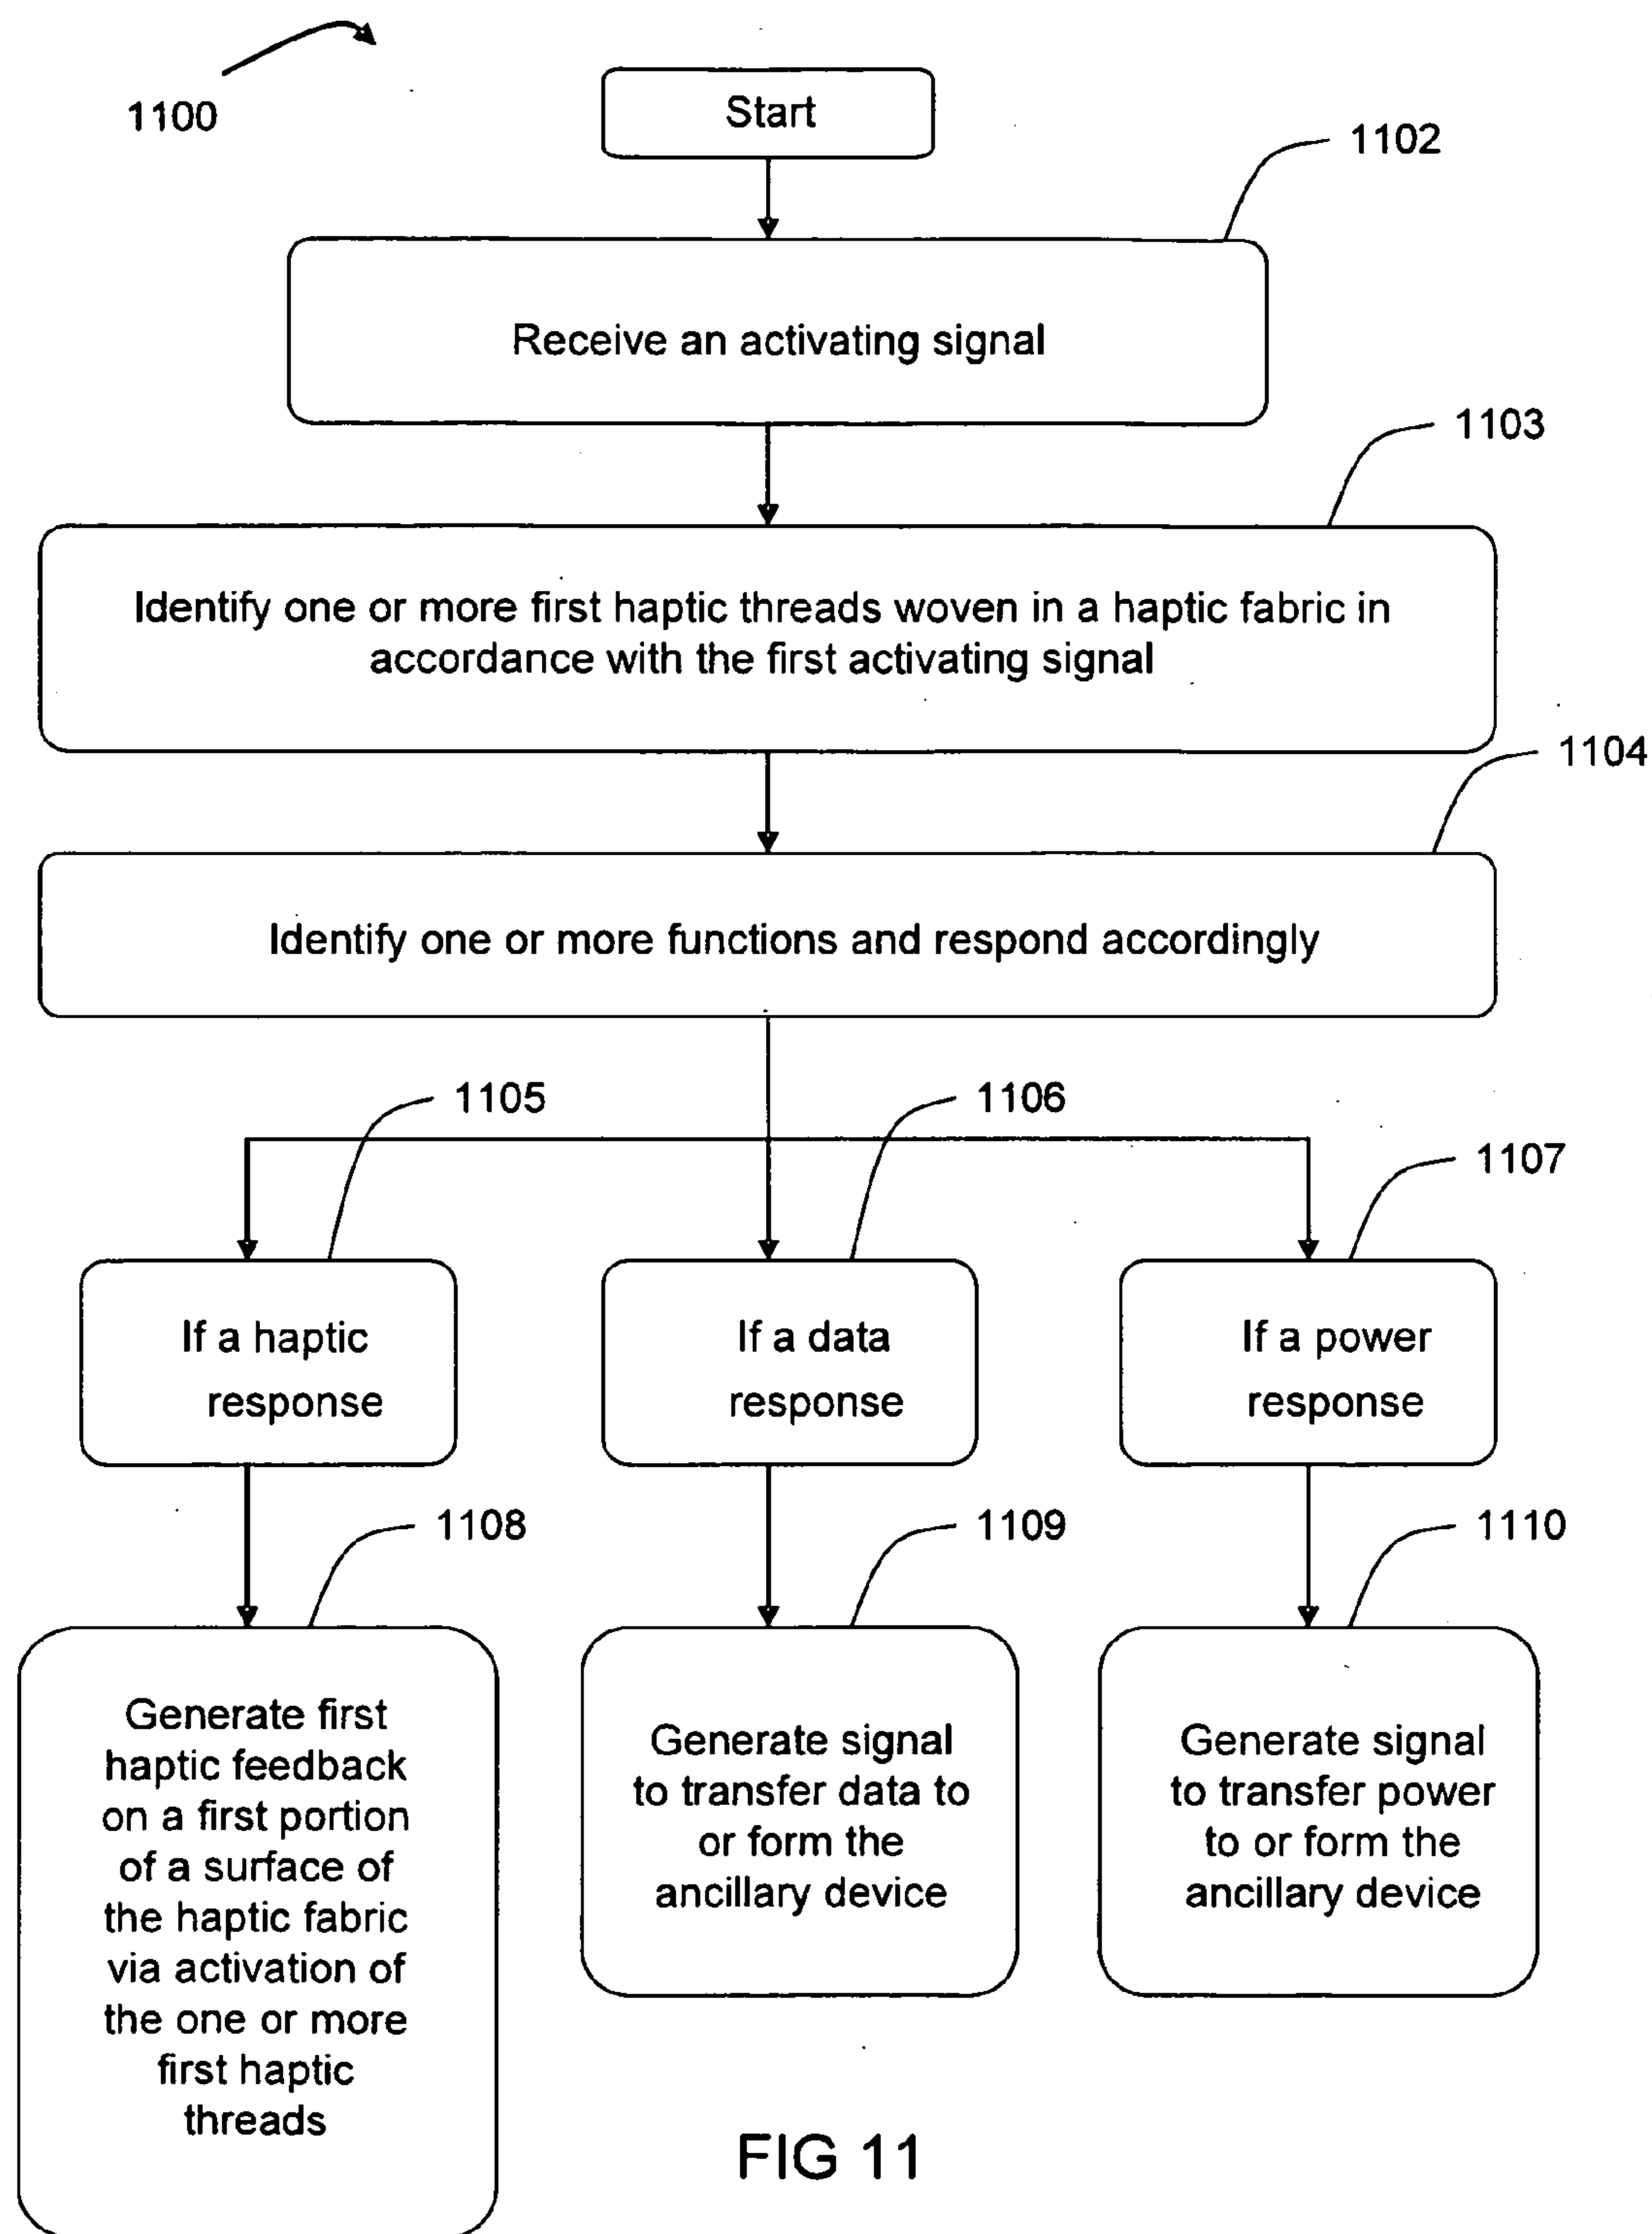 1100
Start
1102
Receive an activating signal
1103
Identify one or more first haptic threads woven in a haptic fabric in
accordance with the first activating signal
1104
Identify one or more functions and respond accordingly
1105
1106
1107
If a haptic
response
If a data
response
If a power
response
1108
1109
1110
Generate first
haptic feedback
on a first portion
of a surface of
the haptic fabric
via activation of
the one or more
first haptic
threads
Generate signal
to transfer data to
or form the
ancillary device
Generate signal
to transfer power
to or form the
ancillary device
FIG 11